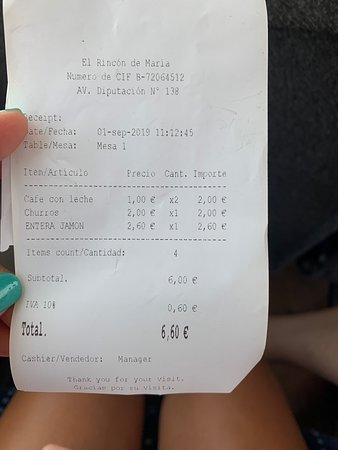 El Rincón de Maria
Numero de CIF B-72064512
AV. Diputación Nº 138
Receipt:
Date/Fecha: 01-sep-2019 11:12:45
Table/Mesa: Mesa 1
Item/Artículo Precio Cant. Importe
Cafe con leche 1,00 € x2 2,00 €
Churros 2,00 € x1 2,00 €
ENTERA JAMON 2,60 € x1 2,60 €
Items count/Cantidad: 4
Subtotal. 6,00 €
IVA 10% 0,60 €
Total. 6,60 €
Cashier/Vendedor: Manager
Thank you for your visit.
Gracias por su visita.